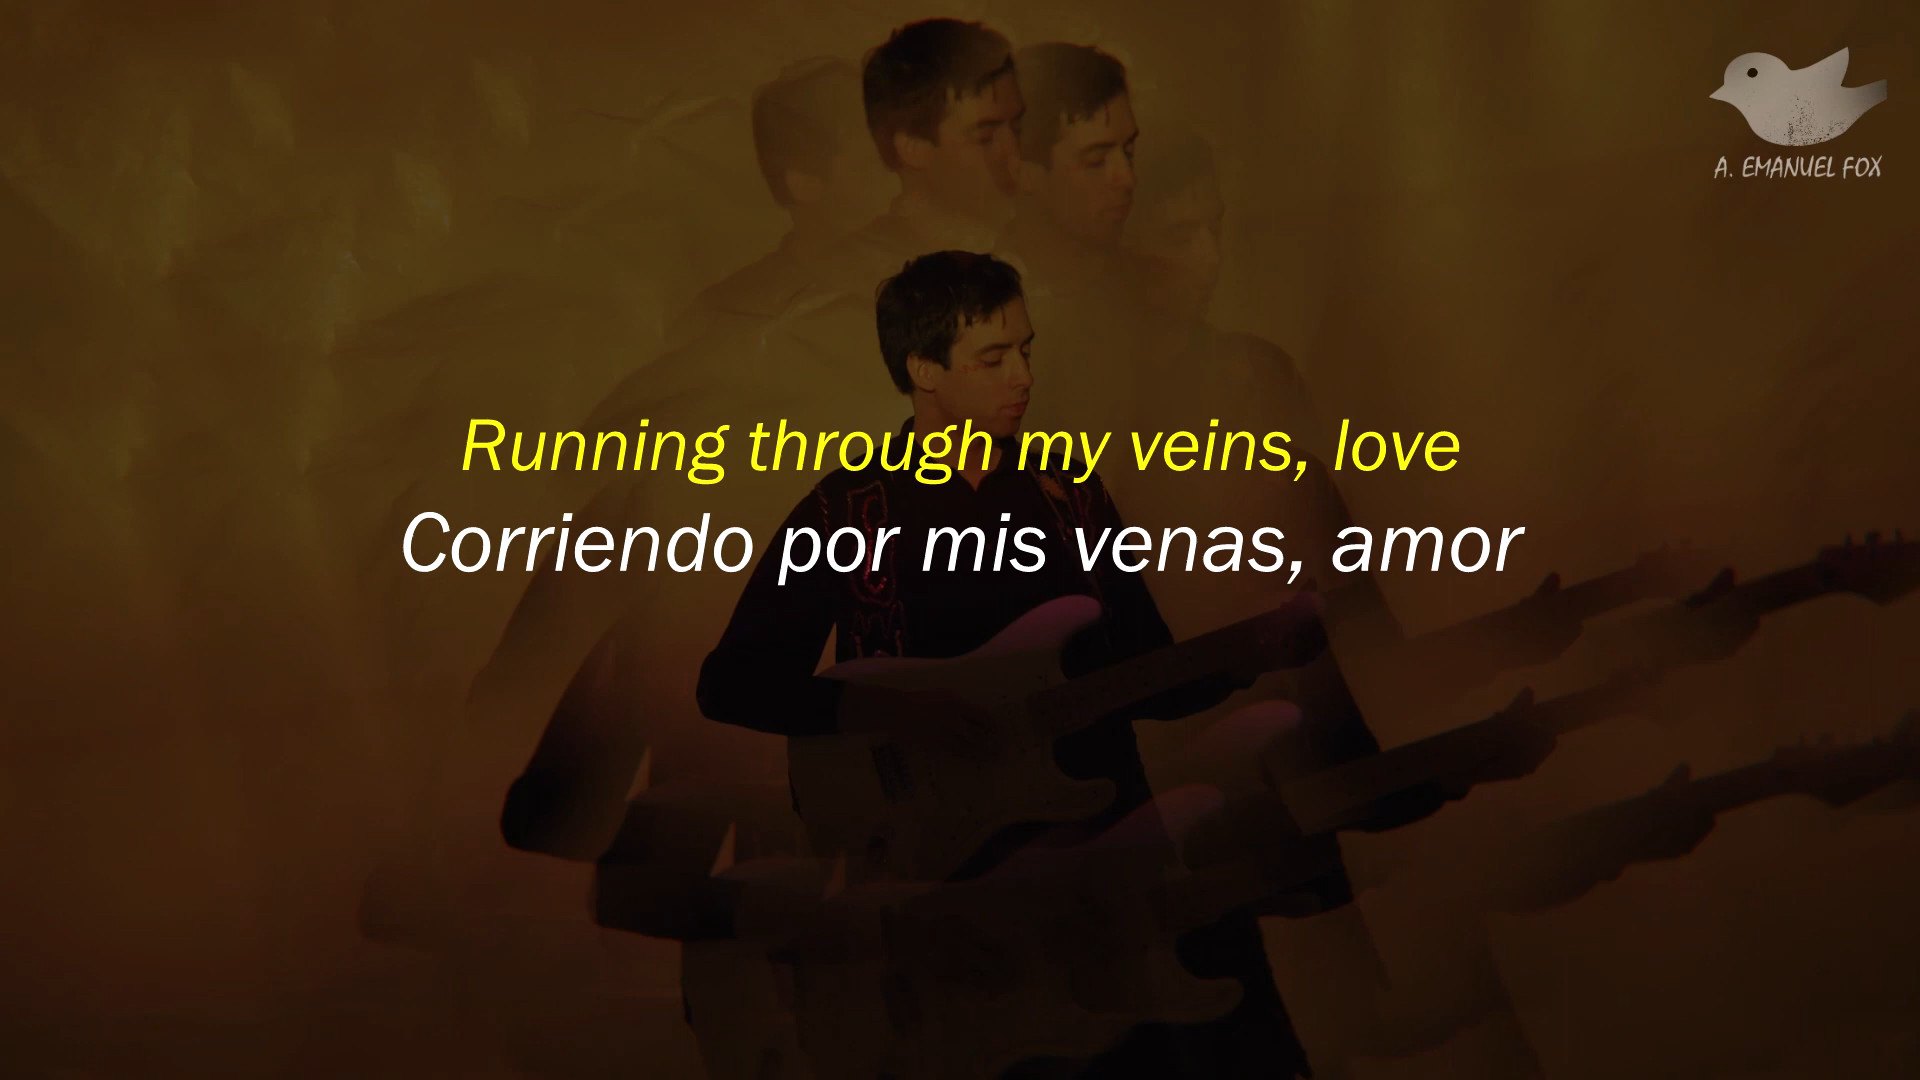 A. EMANUEL FOX
Running through my veins, love
Corriendo por mis venas, amor